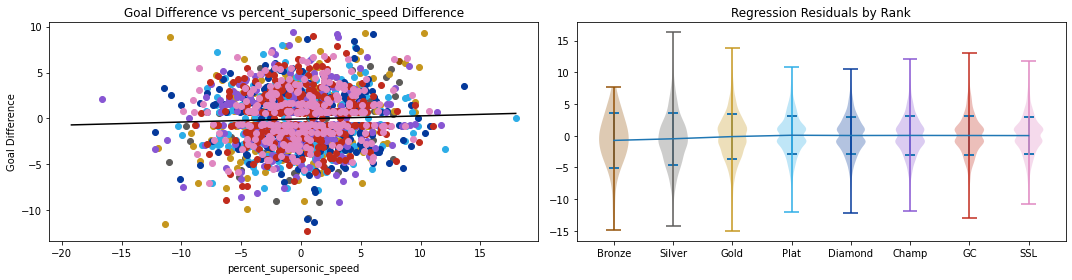 Goal Difference vs percent_supersonic_speed Difference
Goal Difference
10
5
0
−5
−10
−20
−15
−10
−5
0
5
10
15
percent_supersonic_speed
Regression Residuals by Rank
15
10
5
0
−5
−10
−15
Bronze
Silver
Gold
Plat
Diamond
Champ
GC
SSL